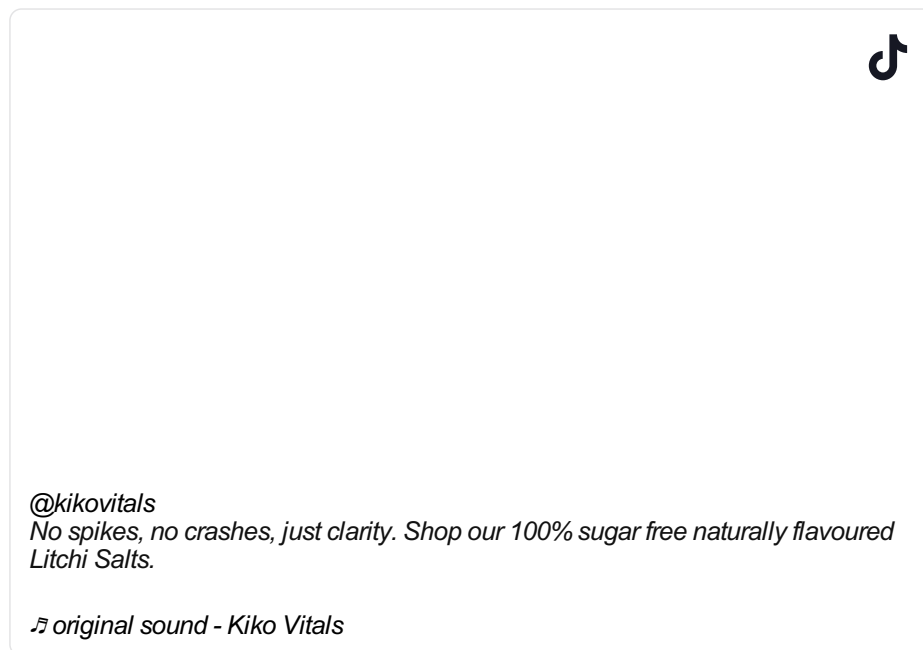 @kikovitals
No spikes, no crashes, just clarity. Shop our 100% sugar free naturally flavoured
Litchi Salts.
♬ original sound - Kiko Vitals